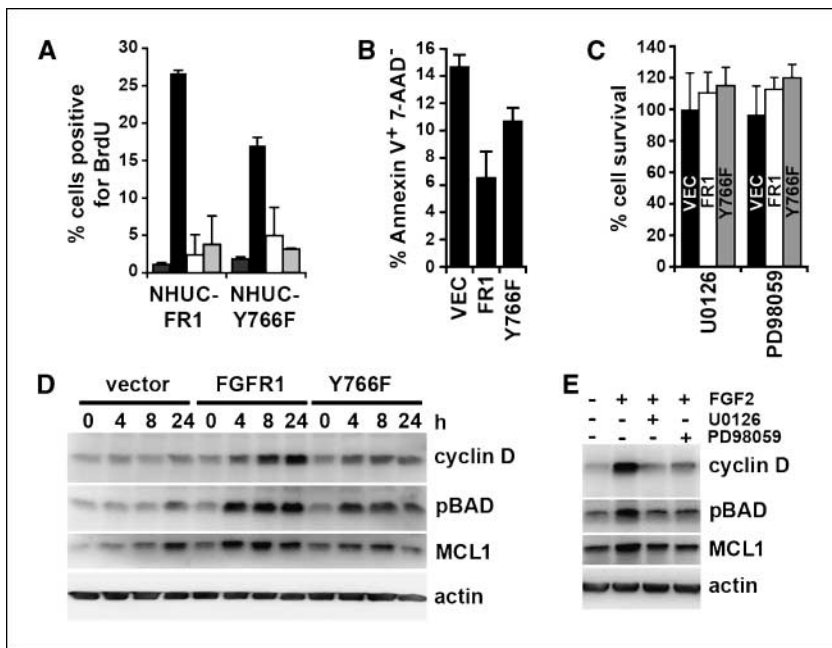 A
% cells positive
for BrdU
30
25
20
15
10
5
0
NHUC-
FR1
NHUC-
Y766F
B
% Annexin V+ 7-AAD-
16
14
12
10
8
6
4
2
0
VEC
FR1
Y766F
C
% cell survival
140
120
100
80
60
40
20
0
VEC
FR1
Y766F
VEC
FR1
Y766F
U0126
PD98059
D
vector FGFR1 Y766F
0 4 8 24 0 4 8 24 0 4 8 24 h
cyclin D
pBAD
MCL1
actin
E
- + + + FGF2
- - + - U0126
- - - + PD98059
cyclin D
pBAD
MCL1
actin